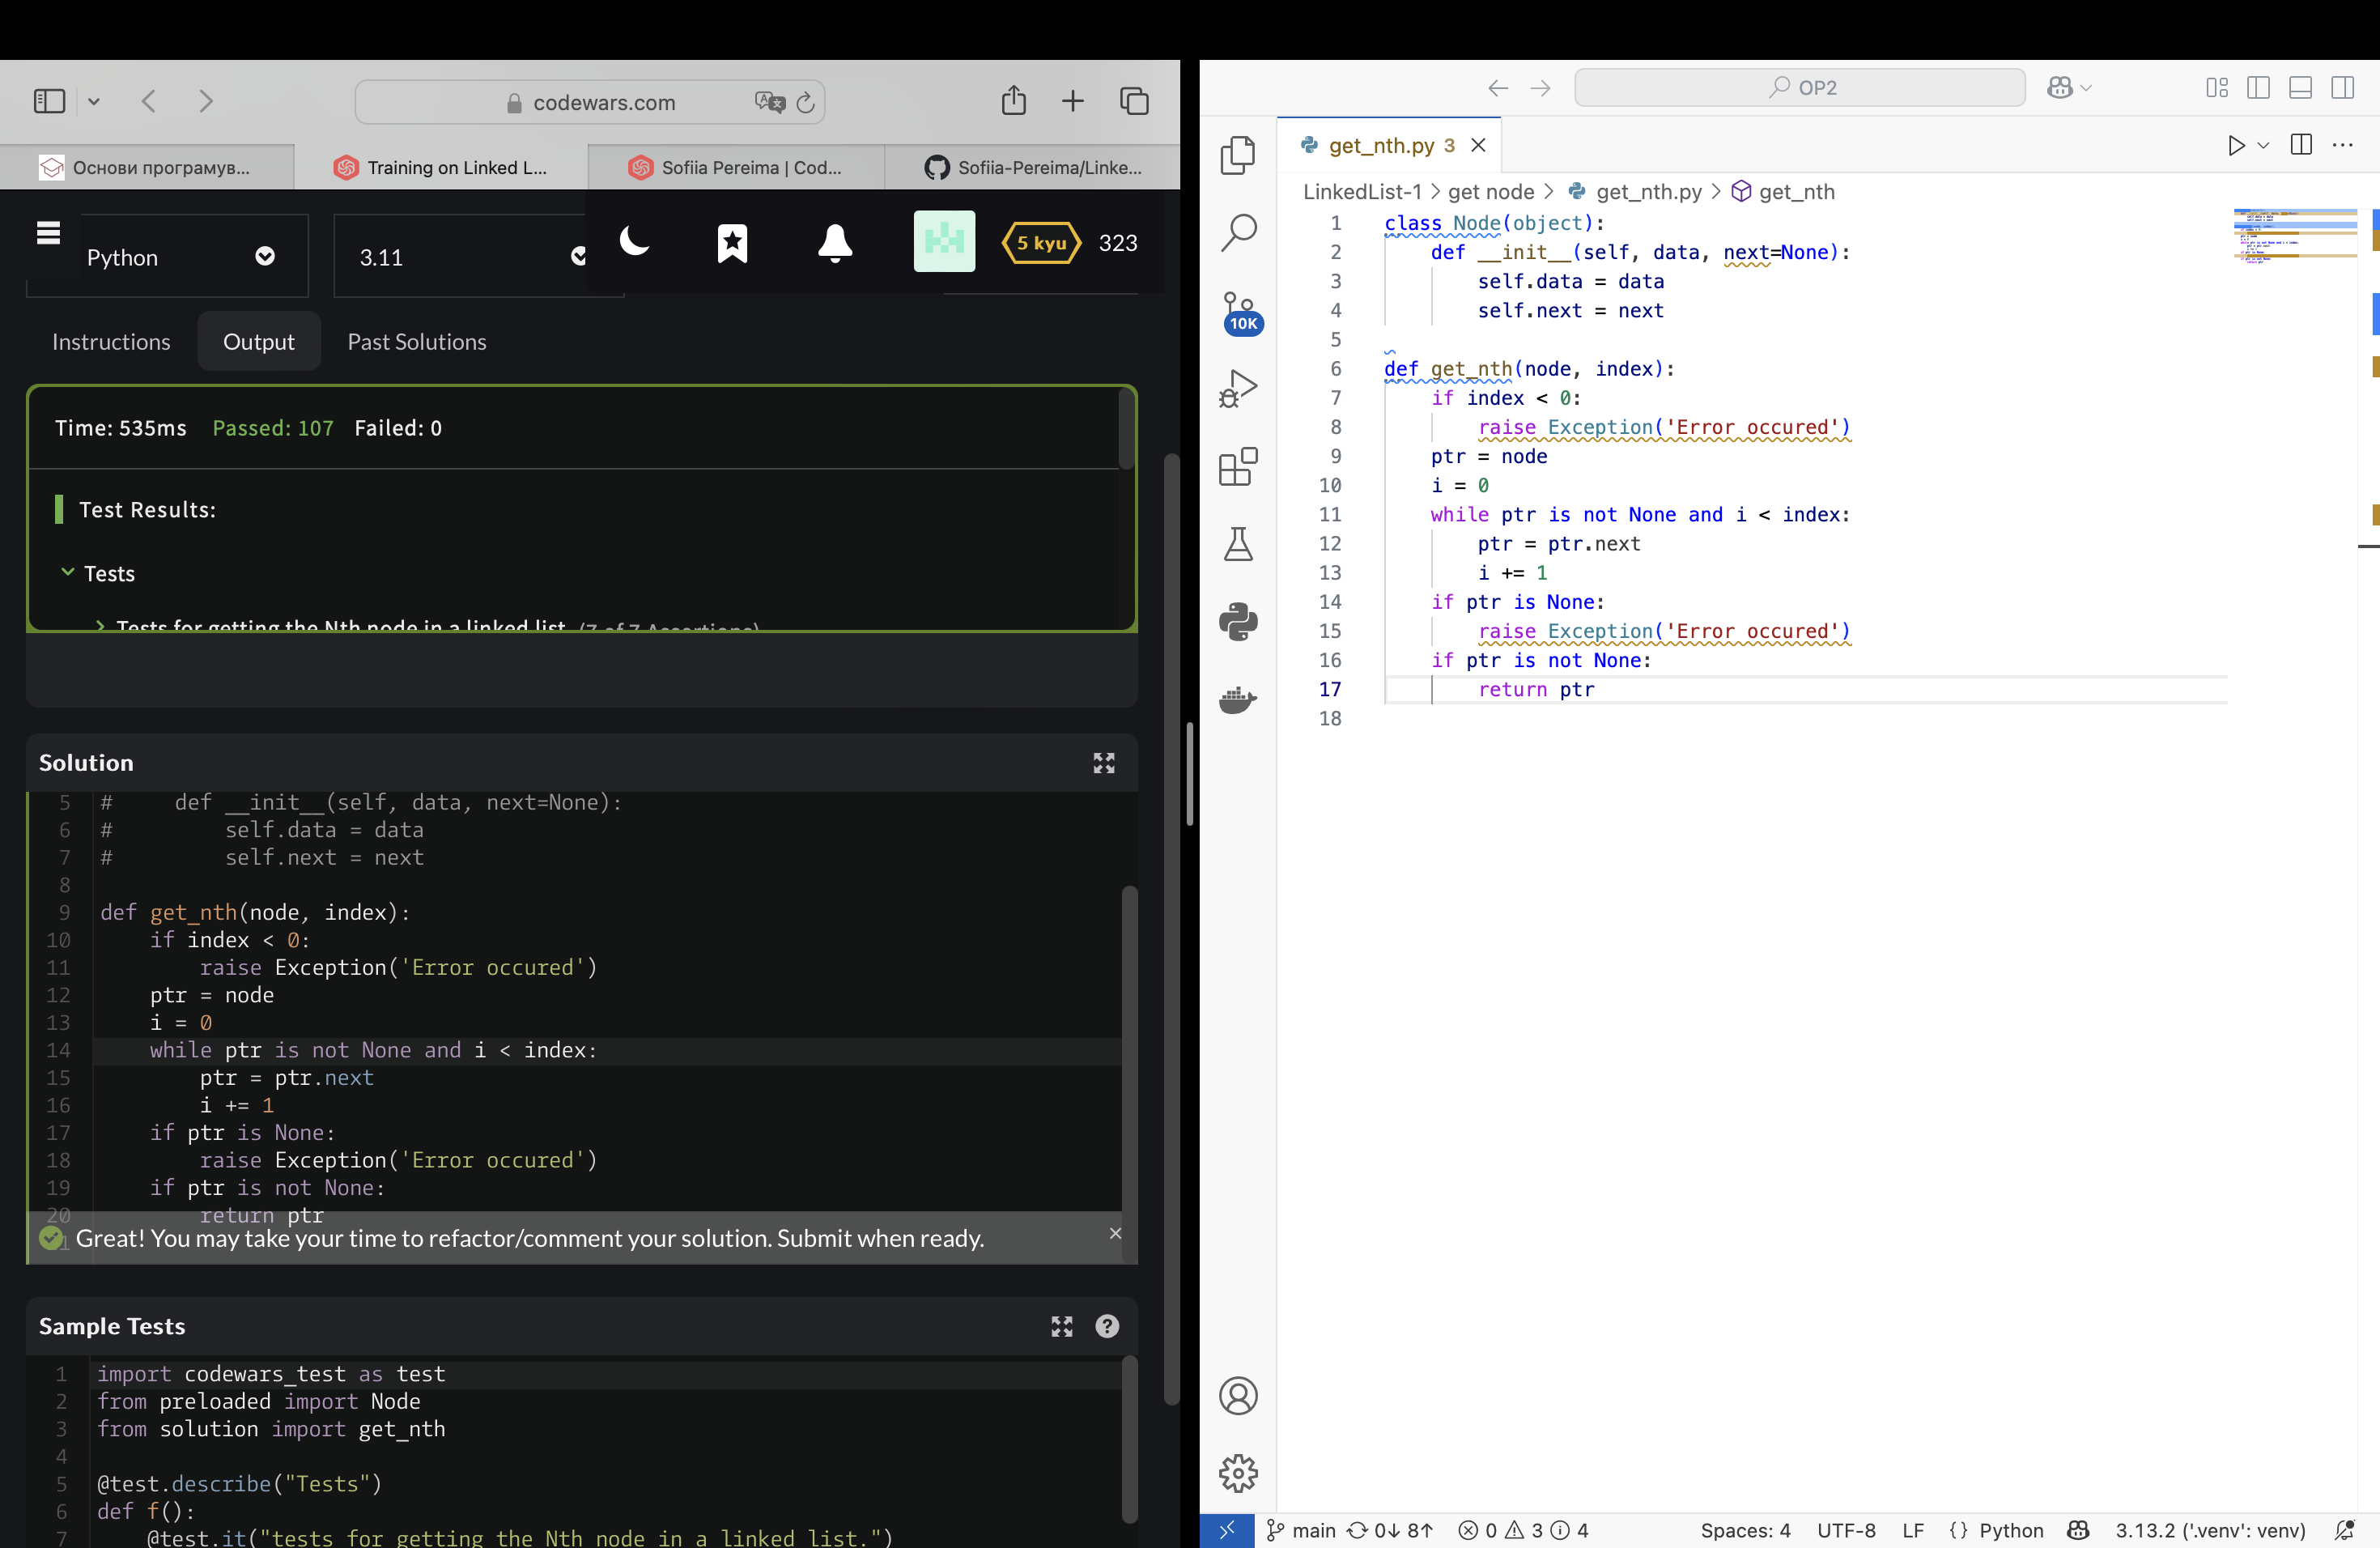 codewars.com
Основи програмув...
Training on Linked L...
Sofiia Pereima | Cod...
Sofiia-Pereima/Linke...
Python
3.11
5 kyu
323
Instructions
Output
Past Solutions
Time: 535ms Passed: 107 Failed: 0
Test Results:
Tests
Tests for getting the Nth node in a linked list (7 of 7 Assertions)
Solution
5 #     def __init__(self, data, next=None):
6 #         self.data = data
7 #         self.next = next
8
9 def get_nth(node, index):
10     if index < 0:
11         raise Exception('Error occured')
12     ptr = node
13     i = 0
14     while ptr is not None and i < index:
15         ptr = ptr.next
16         i += 1
17     if ptr is None:
18         raise Exception('Error occured')
19     if ptr is not None:
20         return ptr
Great! You may take your time to refactor/comment your solution. Submit when ready.
Sample Tests
1 import codewars_test as test
2 from preloaded import Node
3 from solution import get_nth
4
5 @test.describe("Tests")
6 def f():
7     @test.it("tests for getting the Nth node in a linked list.")
OP2
get_nth.py 3
LinkedList-1 > get node > get_nth.py > get_nth
1 class Node(object):
2     def __init__(self, data, next=None):
3         self.data = data
4         self.next = next
5
6 def get_nth(node, index):
7     if index < 0:
8         raise Exception('Error occured')
9     ptr = node
10     i = 0
11     while ptr is not None and i < index:
12         ptr = ptr.next
13         i += 1
14     if ptr is None:
15         raise Exception('Error occured')
16     if ptr is not None:
17         return ptr
18
10K
main 0↓ 8↑ 0 3 4
Spaces: 4 UTF-8 LF {} Python 3.13.2 ('.venv': venv)